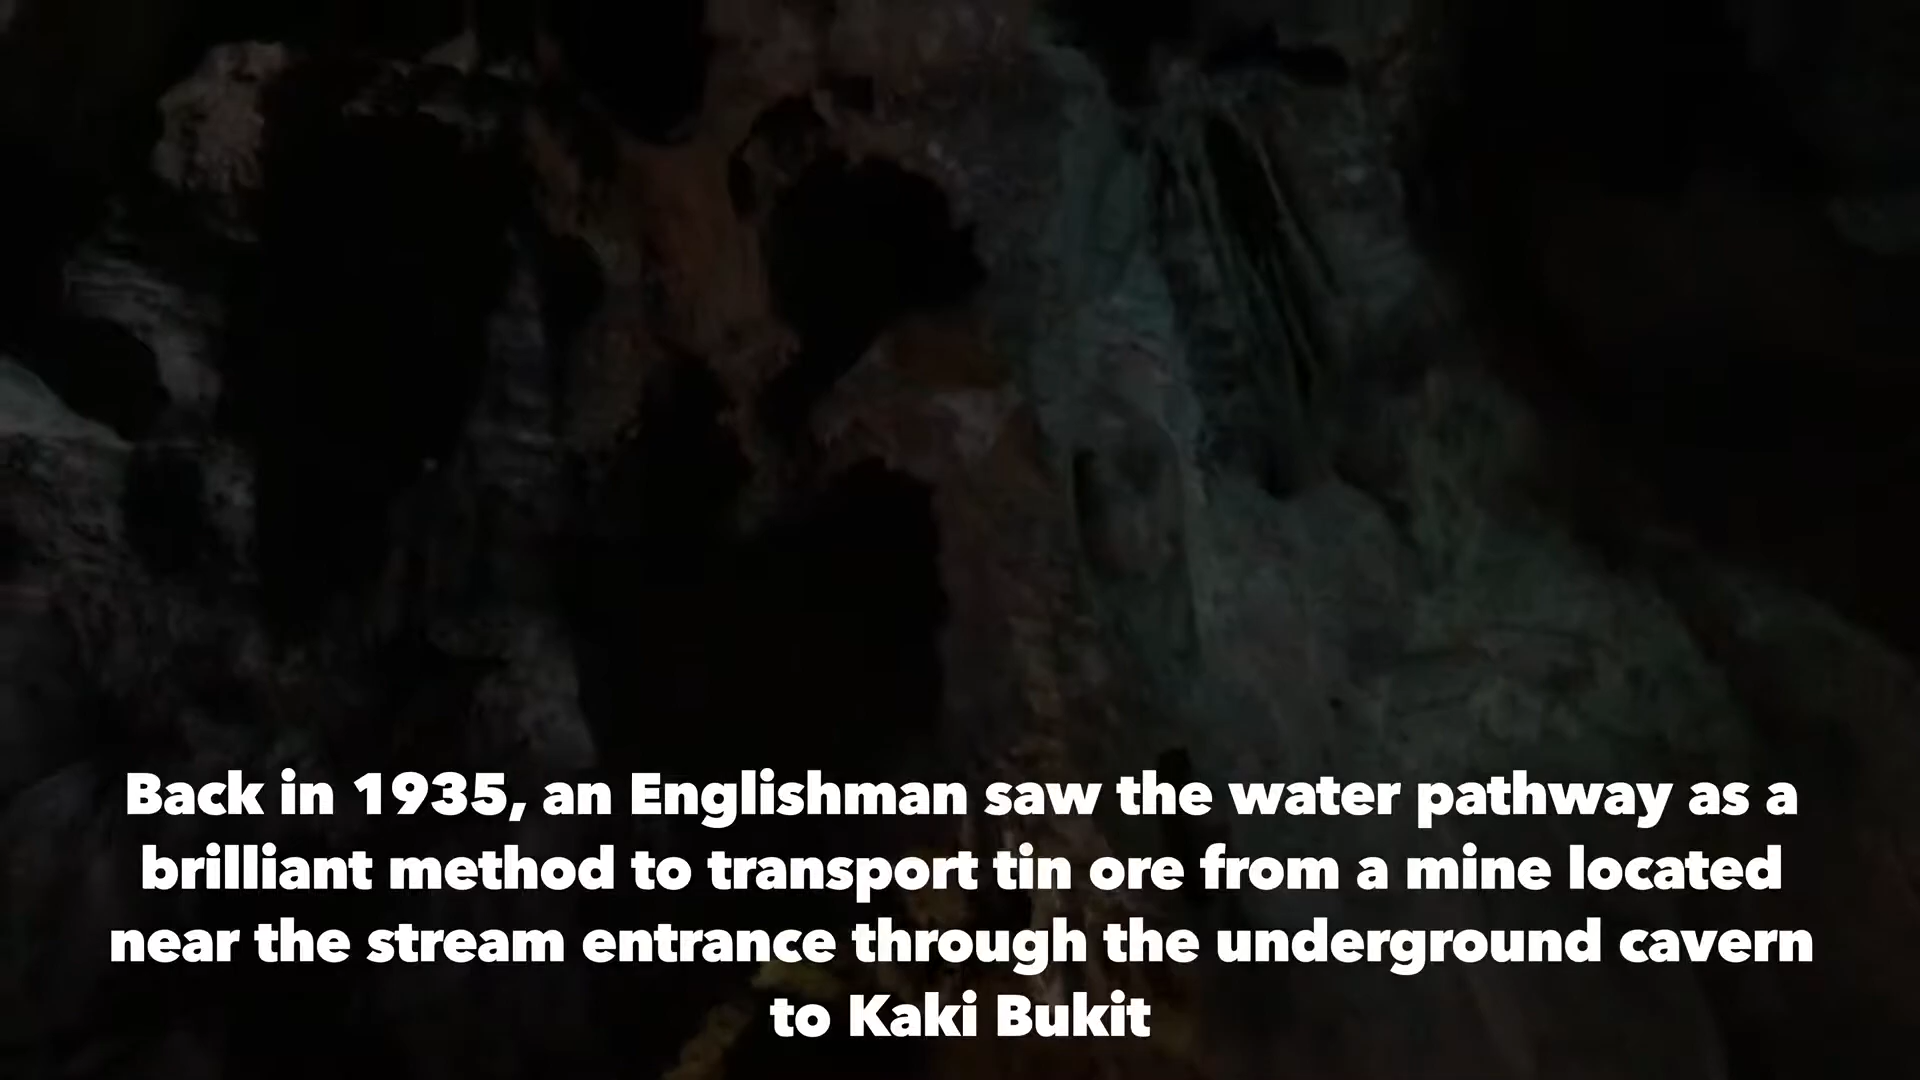 Back in 1935, an Englishman saw the water pathway as a
brilliant method to transport tin ore from a mine located
near the stream entrance through the underground cavern
to Kaki Bukit